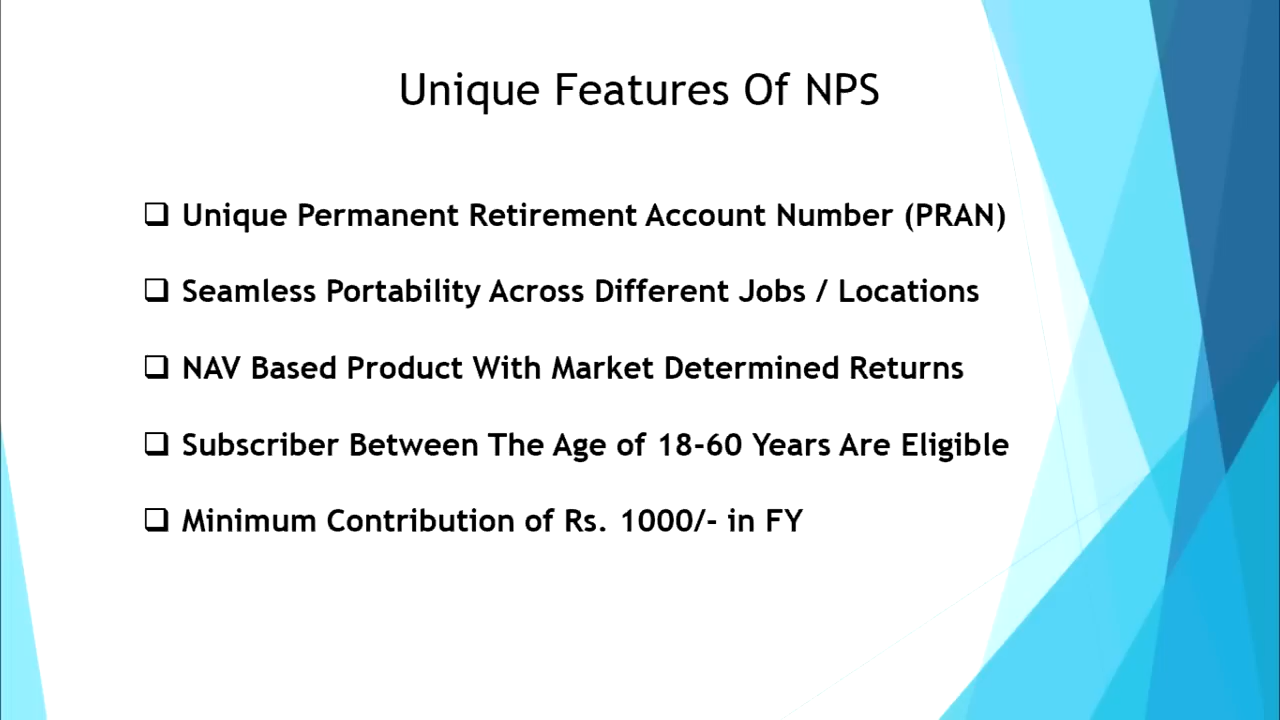 Unique Features Of NPS
Unique Permanent Retirement Account Number (PRAN)
Seamless Portability Across Different Jobs / Locations
NAV Based Product With Market Determined Returns
Subscriber Between The Age of 18-60 Years Are Eligible
Minimum Contribution of Rs. 1000/- in FY